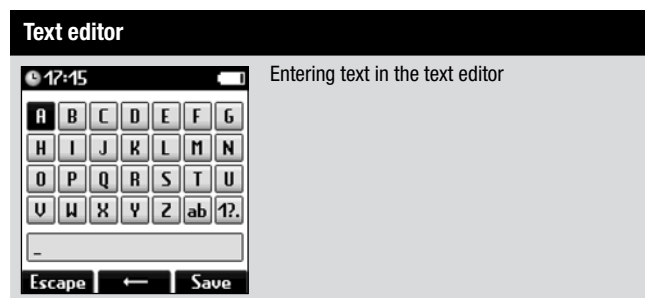 Text editor
17:15
Entering text in the text editor
A B C D E F G
H I J K L M N
O P Q R S T U
V W X Y Z ab 1?.
_
Escape ← Save